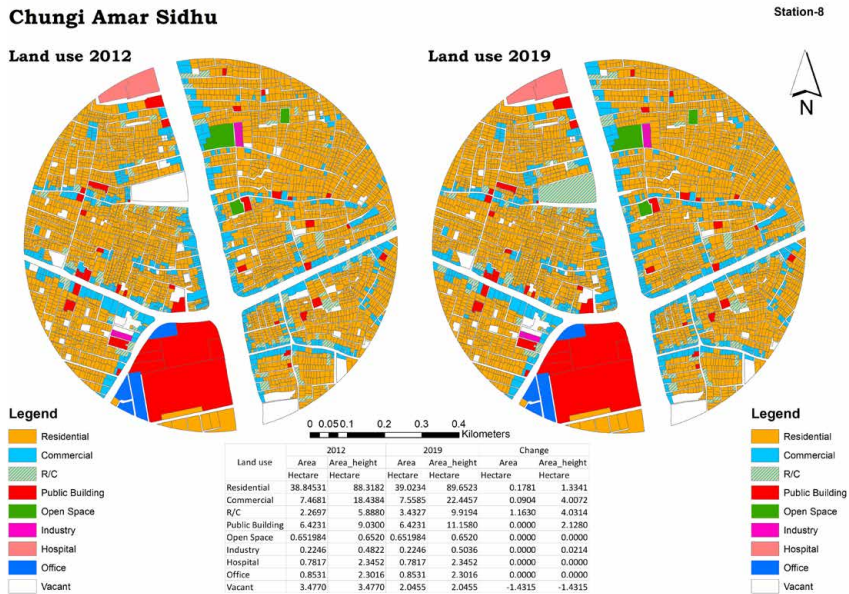 Chungi Amar Sidhu
Station-8
Land use 2012
Land use 2019
N
Legend
Residential
Commercial
R/C
Public Building
Open Space
Industry
Hospital
Office
Vacant
0 0.05 0.1 0.2 0.3 0.4
Kilometers
Land use 2012 2019 Change
Area Area_height Area Area_height Area Area_height
Hectare Hectare Hectare Hectare
Residential 38.84531 88.3182 39.0234 89.6523 0.1781 1.3341
Commercial 7.4681 18.4384 7.5585 22.4457 0.0904 4.0072
R/C 2.2697 5.8880 3.4327 9.9194 1.1630 4.0314
Public Building 6.4231 9.0300 6.4231 11.1580 0.0000 2.1280
Open Space 0.651984 0.6520 0.651984 0.6520 0.0000 0.0000
Industry 0.2246 0.4822 0.2246 0.5036 0.0000 0.0214
Hospital 0.7817 2.3452 0.7817 2.3452 0.0000 0.0000
Office 0.8531 2.3016 0.8531 2.3016 0.0000 0.0000
Vacant 3.4770 3.4770 2.0455 2.0455 -1.4315 -1.4315
Legend
Residential
Commercial
R/C
Public Building
Open Space
Industry
Hospital
Office
Vacant